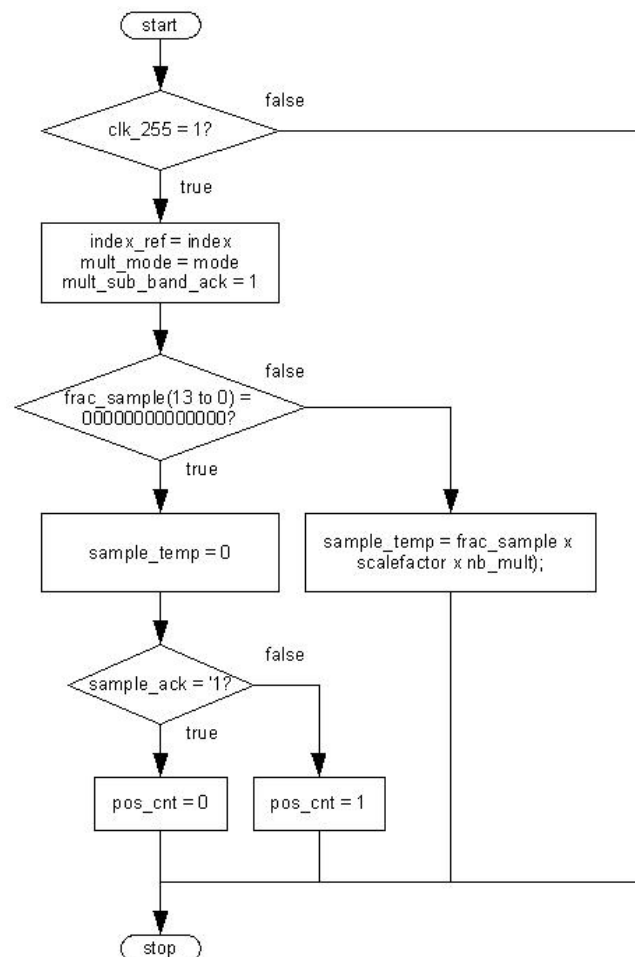 start
false
clk_255 = 1?
true
index_ref = index
mult_mode = mode
mult_sub_band_ack = 1
false
frac_sample(13 to 0) =
00000000000000?
true
sample_temp = 0
sample_temp = frac_sample x
scalefactor x nb_mult);
false
sample_ack = '1?
true
pos_cnt = 0
pos_cnt = 1
stop